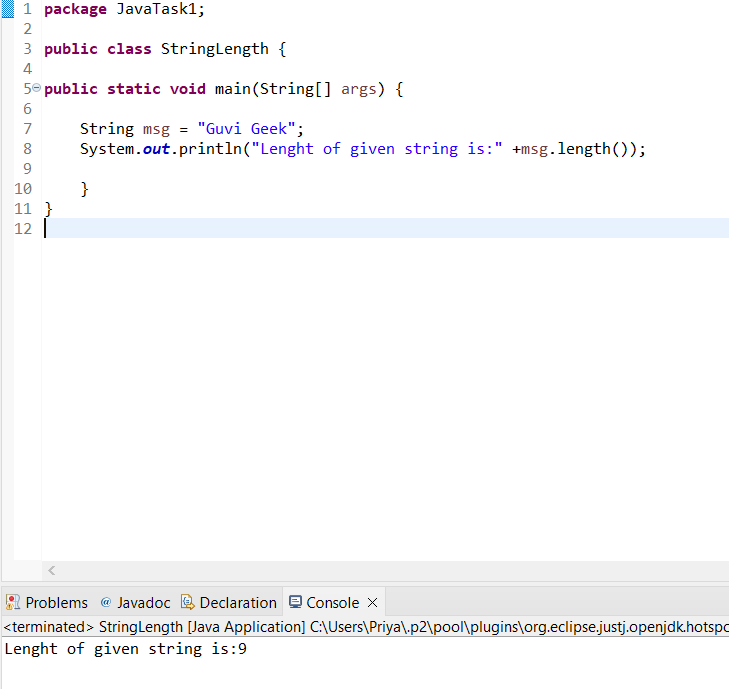 1 package JavaTask1;
2
3 public class StringLength {
4
5 public static void main(String[] args) {
6
7     String msg = "Guvi Geek";
8     System.out.println("Lenght of given string is:" +msg.length());
9
10     }
11 }
12
Problems @ Javadoc Declaration Console
<terminated> StringLength [Java Application] C:\Users\Priya\.p2\pool\plugins\org.eclipse.justj.openjdk.hotspo
Lenght of given string is:9